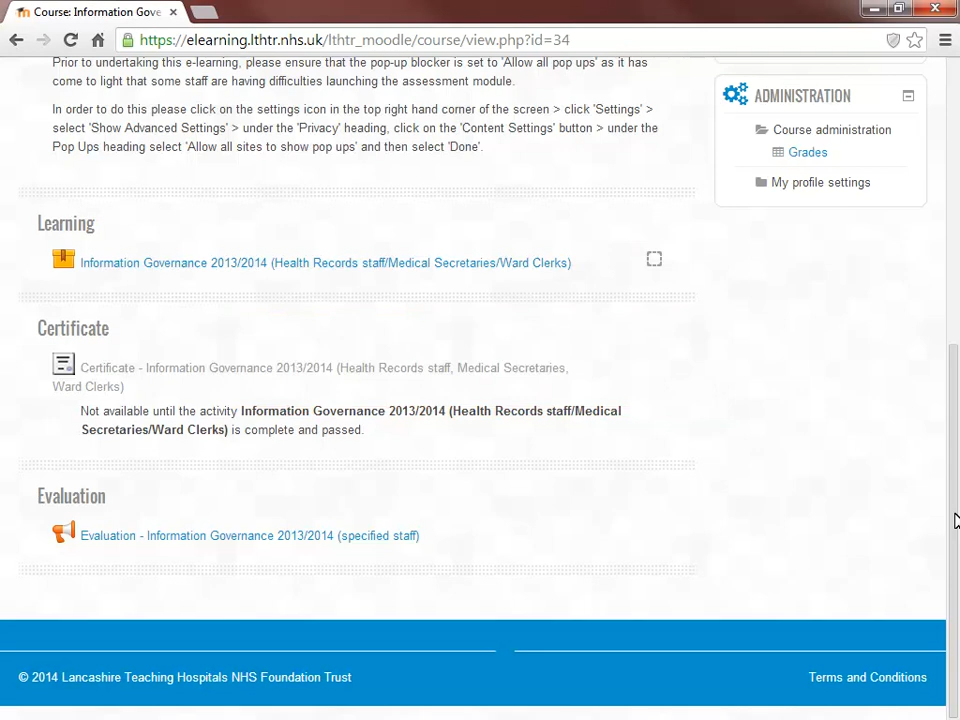 Course: Information Gove
https://elearning.lthtr.nhs.uk/lthtr_moodle/course/view.php?id=34
Prior to undertaking this e-learning, please ensure that the pop-up blocker is set to 'Allow all pop ups' as it has
come to light that some staff are having difficulties launching the assessment module.
In order to do this please click on the settings icon in the top right hand corner of the screen > click 'Settings' >
select 'Show Advanced Settings' > under the 'Privacy' heading, click on the 'Content Settings' button > under the
Pop Ups heading select 'Allow all sites to show pop ups' and then select 'Done'.
ADMINISTRATION
Course administration
Grades
My profile settings
Learning
Information Governance 2013/2014 (Health Records staff/Medical Secretaries/Ward Clerks)
Certificate
Certificate - Information Governance 2013/2014 (Health Records staff, Medical Secretaries,
Ward Clerks)
Not available until the activity Information Governance 2013/2014 (Health Records staff/Medical
Secretaries/Ward Clerks) is complete and passed.
Evaluation
Evaluation - Information Governance 2013/2014 (specified staff)
© 2014 Lancashire Teaching Hospitals NHS Foundation Trust
Terms and Conditions